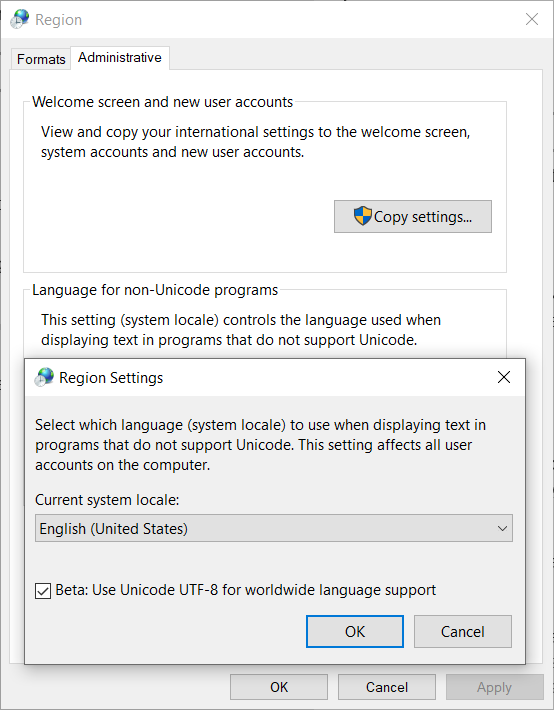 Region
Formats
Administrative
Welcome screen and new user accounts
View and copy your international settings to the welcome screen,
system accounts and new user accounts.
Copy settings...
Language for non-Unicode programs
This setting (system locale) controls the language used when
displaying text in programs that do not support Unicode.
Region Settings
Select which language (system locale) to use when displaying text in
programs that do not support Unicode. This setting affects all user
accounts on the computer.
Current system locale:
English (United States)
Beta: Use Unicode UTF-8 for worldwide language support
OK
Cancel
OK
Cancel
Apply